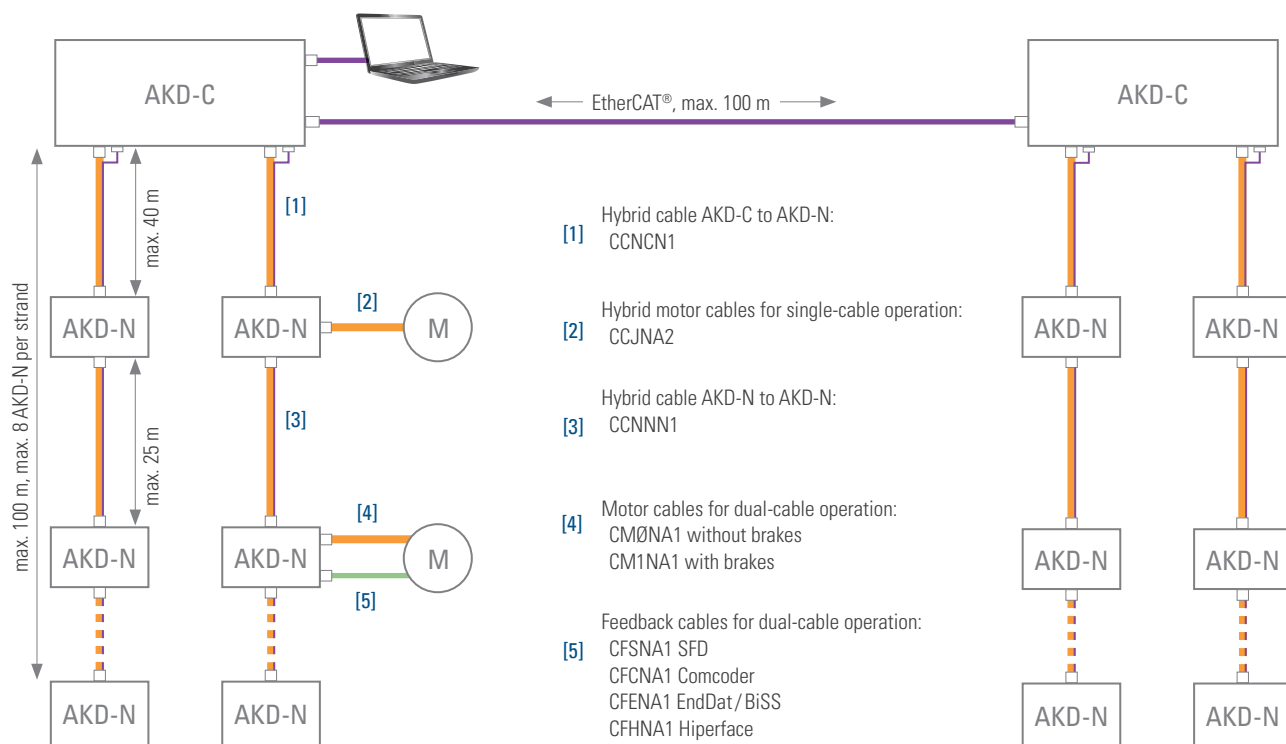 AKD-C
EtherCAT®, max. 100 m
AKD-C
max. 100 m, max. 8 AKD-N per strand
max. 40 m
[1]
[1] Hybrid cable AKD-C to AKD-N:
CCNCN1
AKD-N
AKD-N
[2]
M
[2] Hybrid motor cables for single-cable operation:
CCJNA2
AKD-N
AKD-N
max. 25 m
[3]
[3] Hybrid cable AKD-N to AKD-N:
CCNNN1
AKD-N
AKD-N
[4]
M
[5]
[4] Motor cables for dual-cable operation:
CMØNA1 without brakes
CM1NA1 with brakes
AKD-N
AKD-N
[5] Feedback cables for dual-cable operation:
CFSNA1 SFD
CFCNA1 Comcoder
CFENA1 EndDat/BiSS
CFHNA1 Hiperface
AKD-N
AKD-N
AKD-N
AKD-N